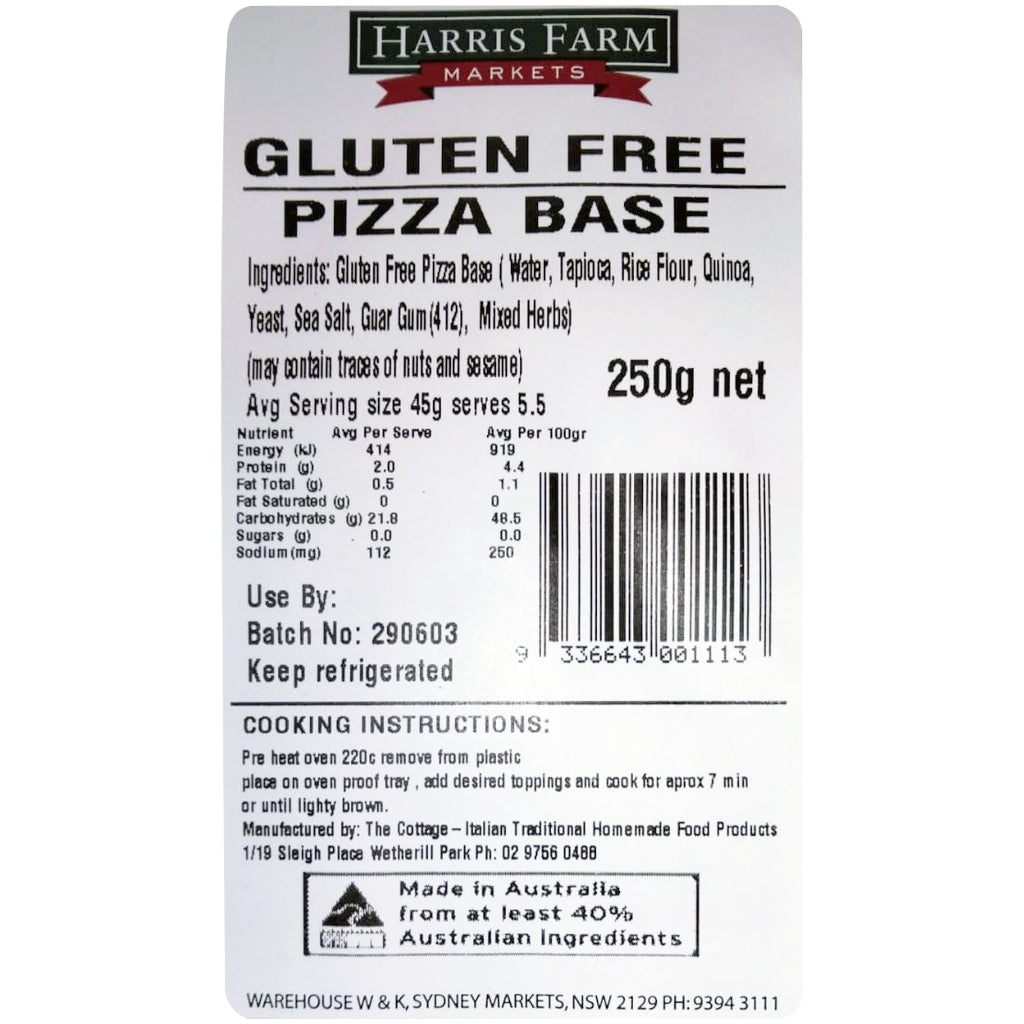 HARRIS FARM
MARKETS
GLUTEN FREE
PIZZA BASE
Ingredients: Gluten Free Pizza Base ( Water, Tapioca, Rice Flour, Quinoa,
Yeast, Sea Salt, Guar Gum(412), Mixed Herbs)
(may contain traces of nuts and sesame)
250g net
Avg Serving size 45g serves 5.5
Nutrient Avg Per Serve Avg Per 100gr
Energy (kJ) 414 919
Protein (g) 2.0 4.4
Fat Total (g) 0.5 1.1
Fat Saturated (g) 0 0
Carbohydrates (g) 21.8 48.5
Sugars (g) 0.0 0.0
Sodium(mg) 112 250
Use By:
Batch No: 290603
Keep refrigerated
9 336643 001113
COOKING INSTRUCTIONS:
Pre heat oven 220c remove from plastic
place on oven proof tray , add desired toppings and cook for aprox 7 min
or until lighty brown.
Manufactured by: The Cottage – Italian Traditional Homemade Food Products
1/19 Sleigh Place Wetherill Park Ph: 02 9756 0488
Made in Australia
from at least 40%
Australian ingredients
WAREHOUSE W & K, SYDNEY MARKETS, NSW 2129 PH: 9394 3111